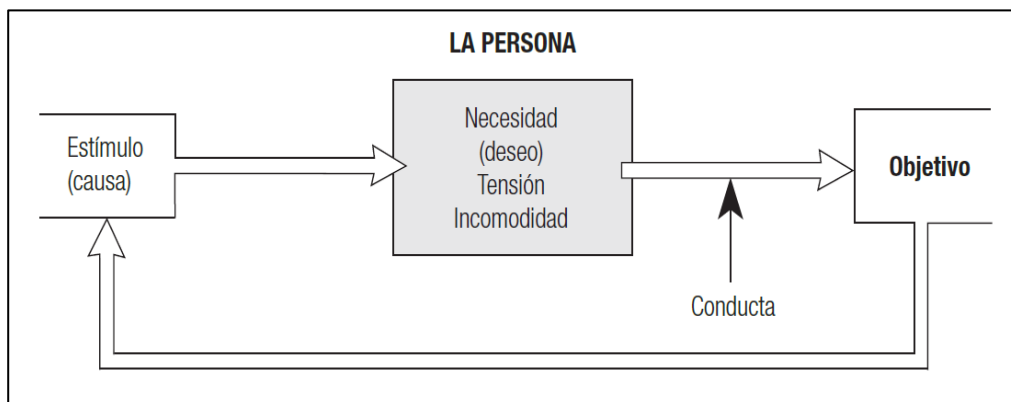 LA PERSONA
Estímulo
(causa)
Necesidad
(deseo)
Tensión
Incomodidad
Objetivo
Conducta